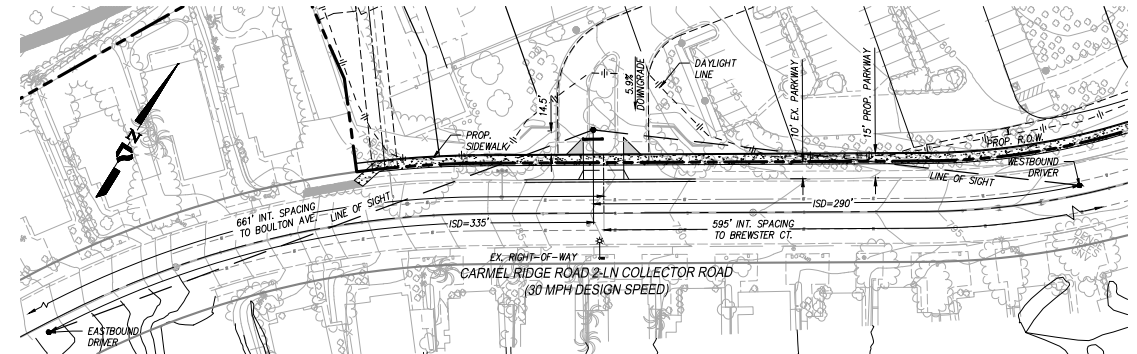 14.5'
5.9%
DOWNGRADE
DAYLIGHT
LINE
10' EX. PARKWAY
15' PROP. PARKWAY
PROP.
SIDEWALK
PROP. R.O.W.
WESTBOUND
DRIVER
LINE OF SIGHT
N
661' INT. SPACING
TO BOULTON AVE.
LINE OF SIGHT
ISD=335'
ISD=290'
595' INT. SPACING
TO BREWSTER CT.
EX. RIGHT-OF-WAY
CARMEL RIDGE ROAD 2-LN COLLECTOR ROAD
(30 MPH DESIGN SPEED)
EASTBOUND
DRIVER